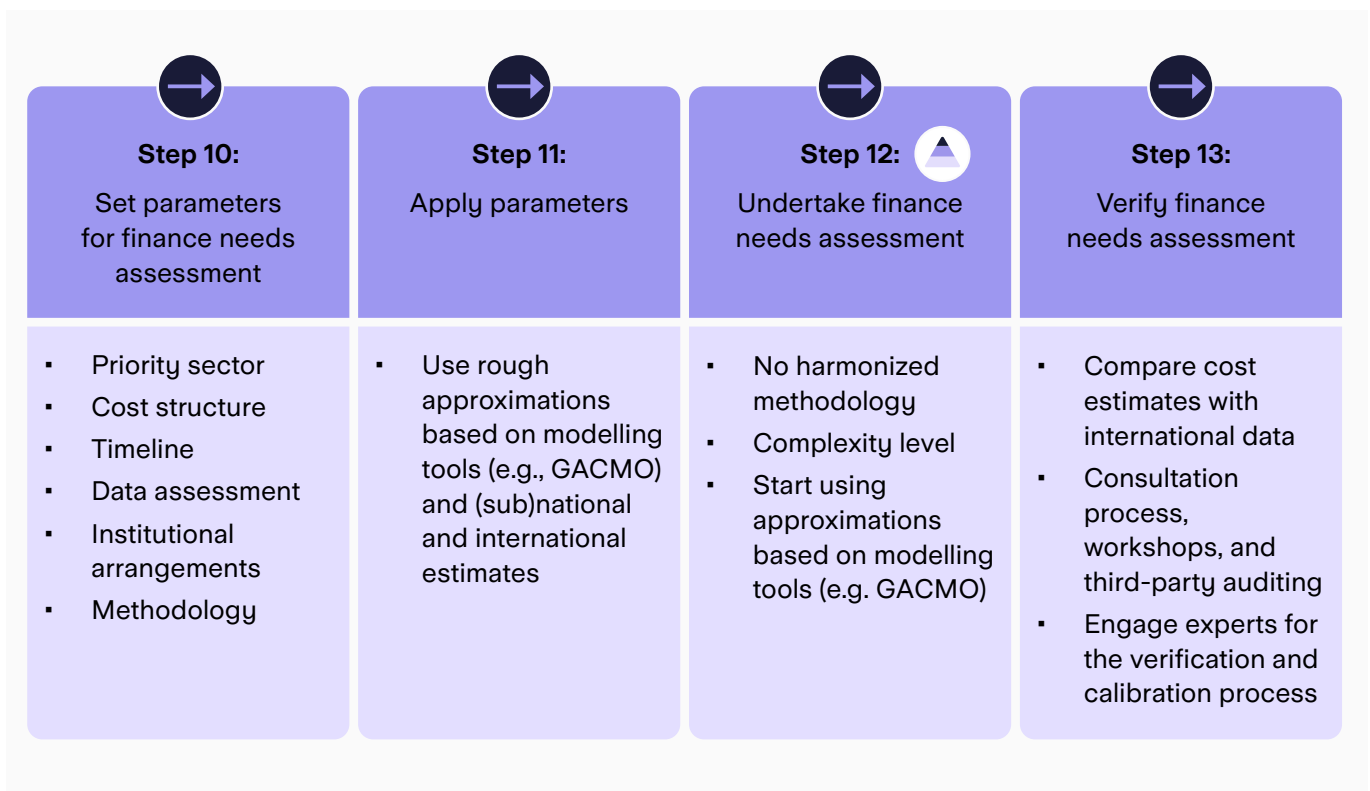 Step 10:
Set parameters
for finance needs
assessment
▪ Priority sector
▪ Cost structure
▪ Timeline
▪ Data assessment
▪ Institutional
arrangements
▪ Methodology
Step 11:
Apply parameters
▪ Use rough
approximations
based on modelling
tools (e.g., GACMO)
and (sub)national
and international
estimates
Step 12:
Undertake finance
needs assessment
▪ No harmonized
methodology
▪ Complexity level
▪ Start using
approximations
based on modelling
tools (e.g. GACMO)
Step 13:
Verify finance
needs assessment
▪ Compare cost
estimates with
international data
▪ Consultation
process,
workshops, and
third-party auditing
▪ Engage experts for
the verification and
calibration process